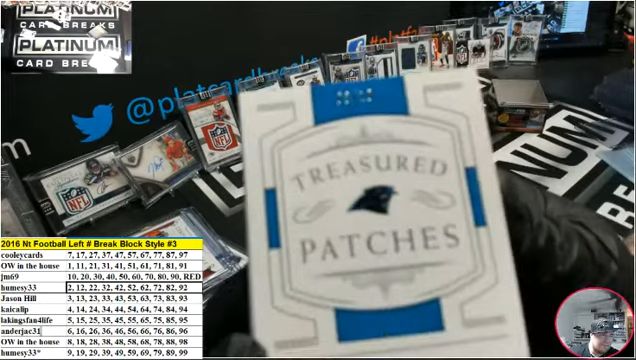 PLATINUM
CARD BREAKS
PLATINUM
CARD BREAKS
@platcardbreaks
NFL
NFL
TREASURED
PATCHES
2016 Nt Football Left # Break Block Style #3
cooleycards 7, 17, 27, 37, 47, 57, 67, 77, 87, 97
OW in the house 1, 11, 21, 31, 41, 51, 61, 71, 81, 91
jm69 10, 20, 30, 40, 50, 60, 70, 80, 90, RED
humesy33 2, 12, 22, 32, 42, 52, 62, 72, 82, 92
Jason Hill 3, 13, 23, 33, 43, 53, 63, 73, 83, 93
kaicalip 4, 14, 24, 34, 44, 54, 64, 74, 84, 94
lakingsfan4life 5, 15, 25, 35, 45, 55, 65, 75, 85, 95
anderjac31 6, 16, 26, 36, 46, 56, 66, 76, 86, 96
OW in the house 8, 18, 28, 38, 48, 58, 68, 78, 88, 98
humesy33* 9, 19, 29, 39, 49, 59, 69, 79, 89, 99